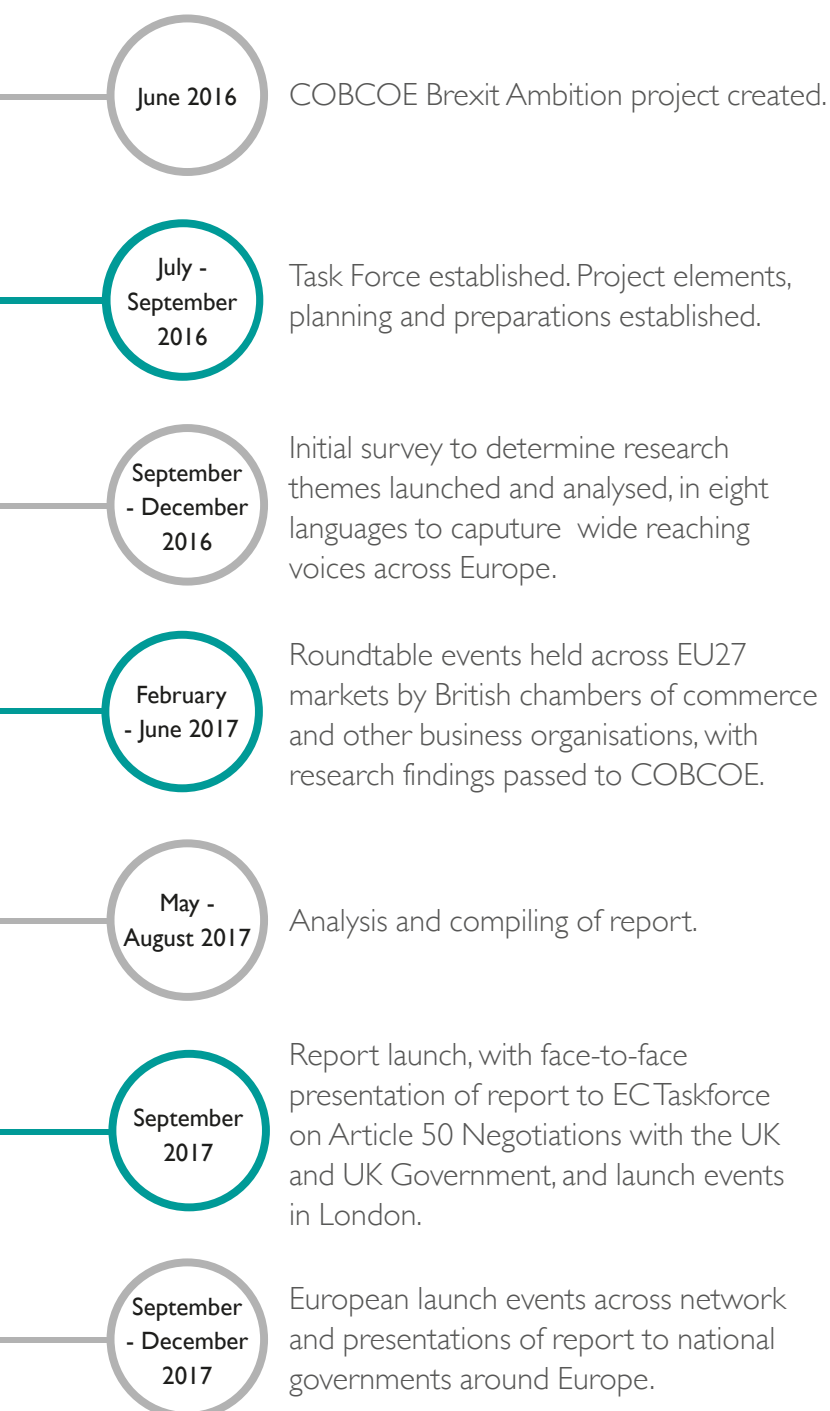 June 2016
COBCOE Brexit Ambition project created.
July -
September
2016
Task Force established. Project elements,
planning and preparations established.
September
- December
2016
Initial survey to determine research
themes launched and analysed, in eight
languages to caputure  wide reaching
voices across Europe.
February
- June 2017
Roundtable events held across EU27
markets by British chambers of commerce
and other business organisations, with
research findings passed to COBCOE.
May -
August 2017
Analysis and compiling of report.
September
2017
Report launch, with face-to-face
presentation of report to EC Taskforce
on Article 50 Negotiations with the UK
and UK Government, and launch events
in London.
September
- December
2017
European launch events across network
and presentations of report to national
governments around Europe.